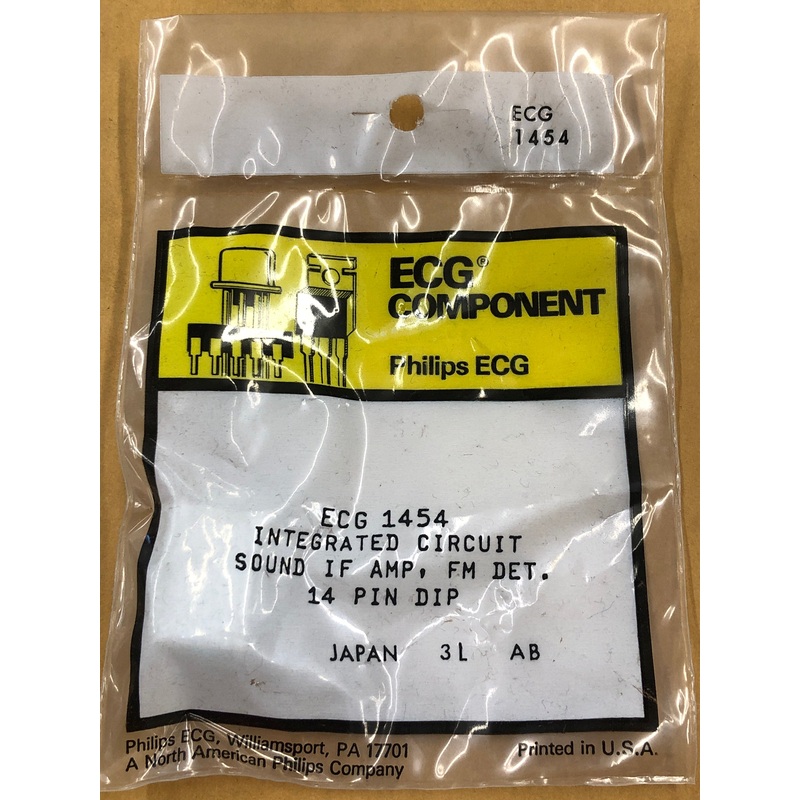 ECG
1454
ECG®
COMPONENT
Philips ECG
ECG 1454
INTEGRATED CIRCUIT
SOUND IF AMP, FM DET.
14 PIN DIP
JAPAN 3L AB
Philips ECG, Williamsport, PA 17701
A North American Philips Company
Printed in U.S.A.